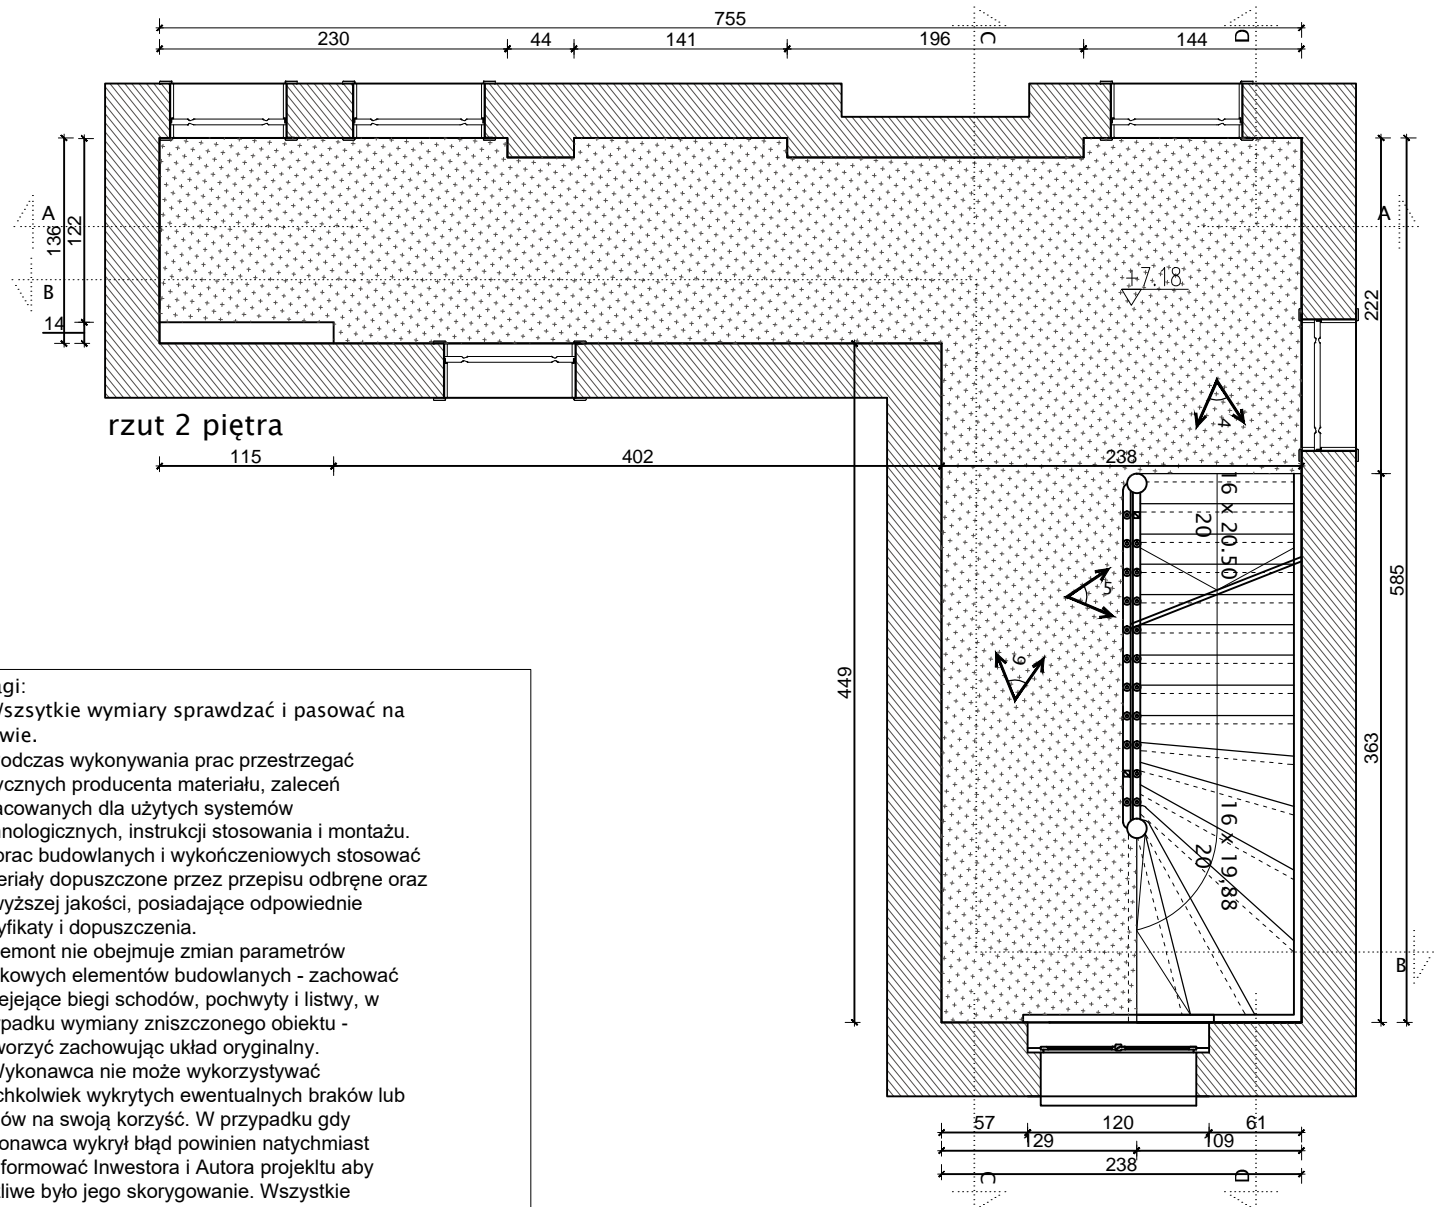 755
230 44 141 196 144
C D
A A
136 122
B
14
+7.18
222
4
rzut 2 piętra
115 402 238
16 x 20.50
20
5
585
6
449
363
16 x 19.88
20
B
57 120 61
129 109
238
C D
agi:
Wszsytkie wymiary sprawdzać i pasować na
wie.
odczas wykonywania prac przestrzegać
ycznych producenta materiału, zaleceń
acowanych dla użytych systemów
nologicznych, instrukcji stosowania i montażu.
prac budowlanych i wykończeniowych stosować
eriały dopuszczone przez przepisu odbręne oraz
wyższej jakości, posiadające odpowiednie
yfikaty i dopuszczenia.
emont nie obejmuje zmian parametrów
kowych elementów budowlanych - zachować
ejejące biegi schodów, pochwyty i listwy, w
ypadku wymiany zniszczonego obiektu -
worzyć zachowując układ oryginalny.
Wykonawca nie może wykorzystywać
chkolwiek wykrytych ewentualnych braków lub
ów na swoją korzyść. W przypadku gdy
onawca wykrył błąd powinien natychmiast
formować Inwestora i Autora projekltu aby
liwe było jego skorygowanie. Wszystkie